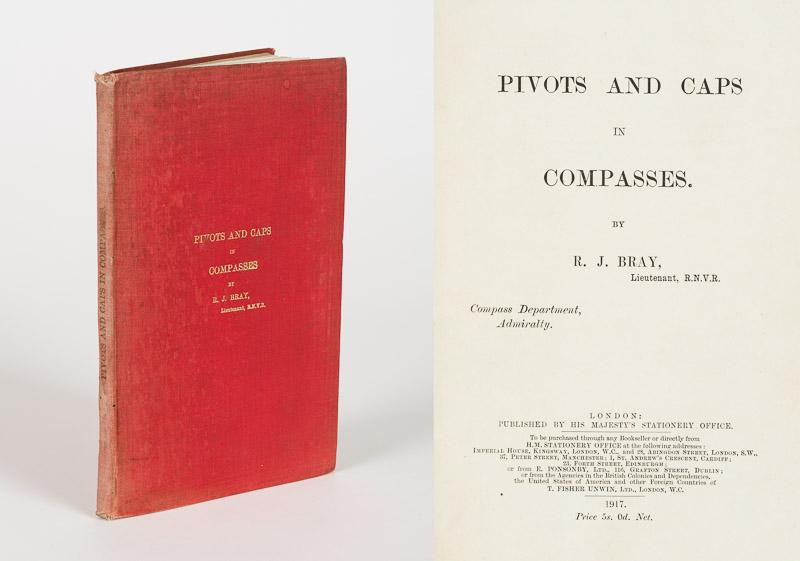 PIVOTS AND CAPS IN COMPASSES
PIVOTS AND CAPS
IN
COMPASSES
BY
R. J. BRAY,
Lieutenant, R.N.V.R.
PIVOTS AND CAPS
IN
COMPASSES.
BY
R. J. BRAY,
Lieutenant, R.N.V.R.
Compass Department,
Admiralty.
LONDON:
PUBLISHED BY HIS MAJESTY'S STATIONERY OFFICE.
To be purchased through any Bookseller or directly from
H.M. STATIONERY OFFICE at the following addresses:
IMPERIAL HOUSE, KINGSWAY, LONDON, W.C., and 28, ABINGDON STREET, LONDON, S.W.,
37, PETER STREET, MANCHESTER; 1, ST. ANDREW'S CRESCENT, CARDIFF;
23, FORTH STREET, EDINBURGH;
or from E. PONSONBY, LTD., 116, GRAFTON STREET, DUBLIN;
or from the Agencies in the British Colonies and Dependencies,
the United States of America and other Foreign Countries of
T. FISHER UNWIN, LTD., LONDON, W.C.
1917.
Price 5s. 0d. Net.